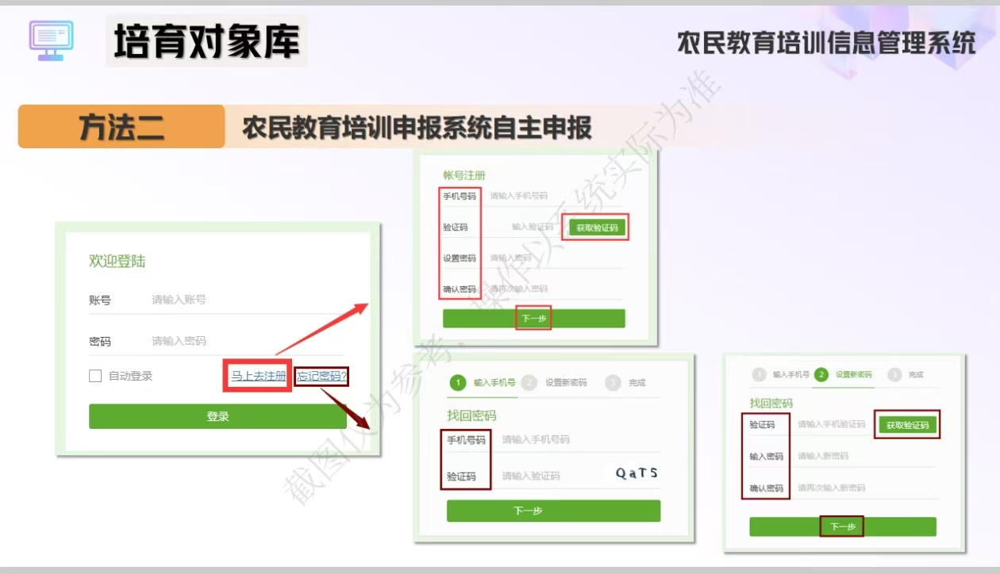 培育对象库
农民教育培训信息管理系统
方法二
农民教育培训申报系统自主申报
欢迎登陆
账号 请输入账号
密码 请输入密码
自动登录 马上去注册 忘记密码?
登录
帐号注册
手机号码 请输入手机号码
验证码 输入验证码 获取验证码
设置密码 请输入密码
确认密码 请再次输入密码
下一步
1 输入手机号 2 设置新密码 3 完成
找回密码
手机号码 请输入手机号码
验证码 请输入验证码 QaT5
下一步
1 输入手机号 2 设置新密码 3 完成
找回密码
验证码 请输入手机验证码 获取验证码
输入密码 请输入新密码
确认密码 请再次输入新密码
下一步
截图仅为参考,操作以系统实际为准